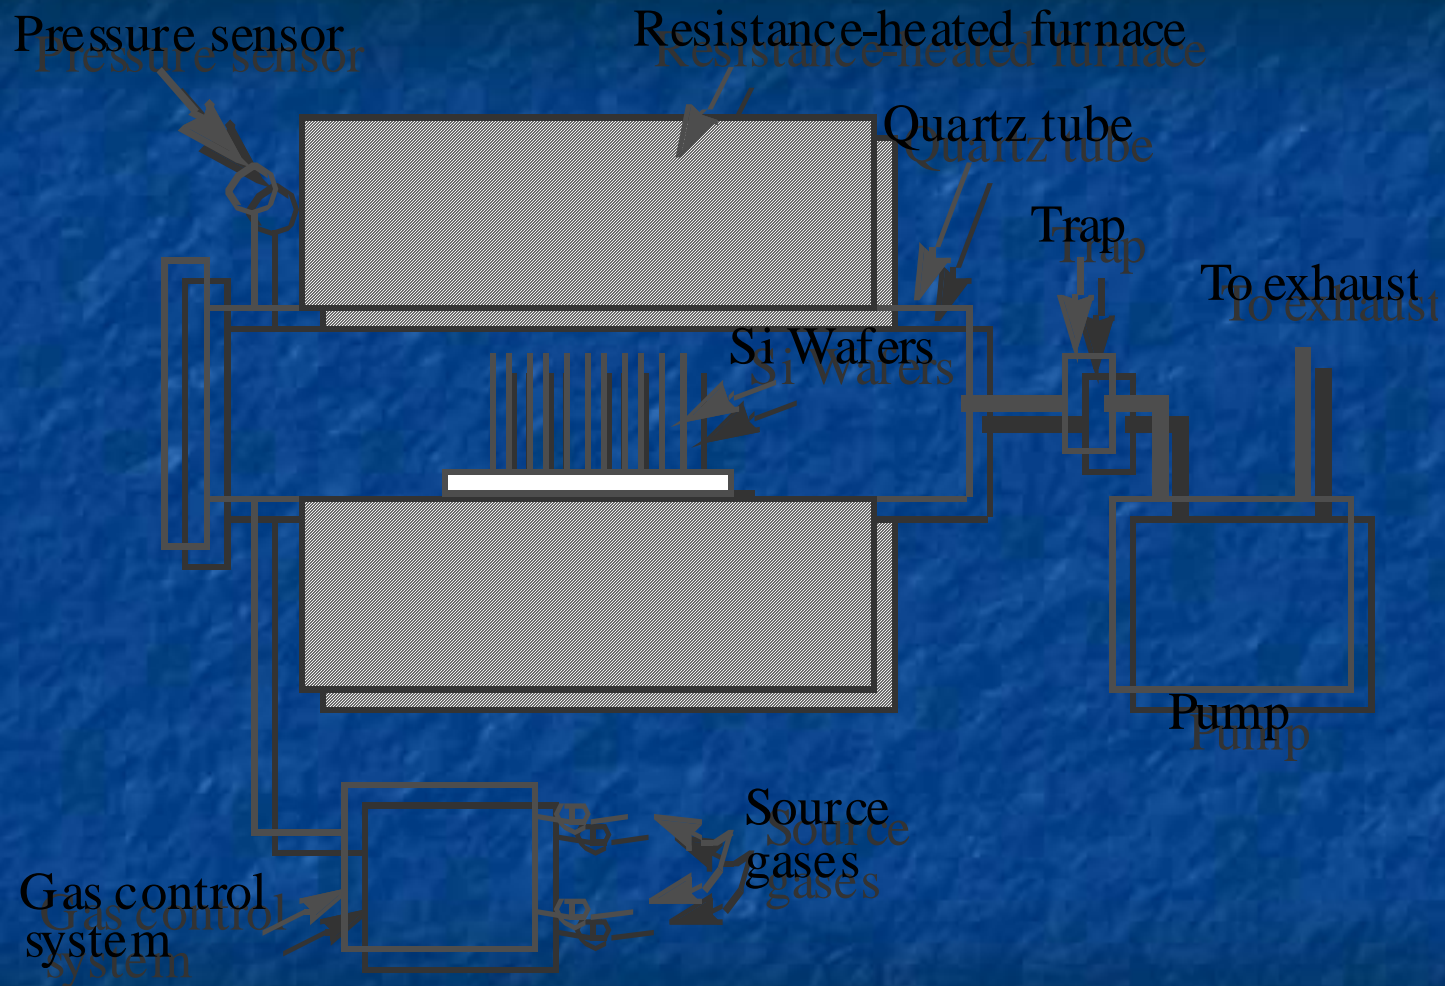 Pressure sensor
Resistance-heated furnace
Quartz tube
Trap
To exhaust
Si Wafers
Pump
Source
gases
Gas control
system